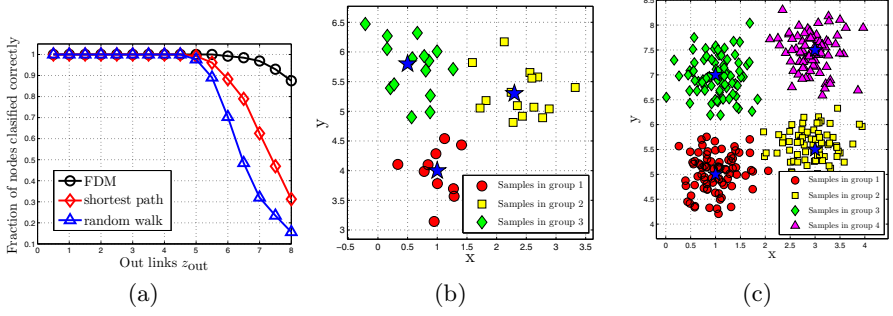 Fraction of nodes clasified correctly
1
0.9
0.8
0.7
0.6
0.5
0.4
0.3
0.2
0.1
0 1 2 3 4 5 6 7 8
Out links z_out
FDM
shortest path
random walk
(a)
y
7
6.5
6
5.5
5
4.5
4
3.5
3
−0.5 0 0.5 1 1.5 2 2.5 3 3.5
x
Samples in group 1
Samples in group 2
Samples in group 3
(b)
y
8
7.5
7
6.5
6
5.5
5
4.5
4
0 0.5 1 1.5 2 2.5 3 3.5 4
x
Samples in group 1
Samples in group 2
Samples in group 3
Samples in group 4
(c)